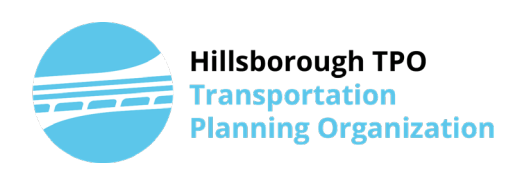 Hillsborough TPO
Transportation
Planning Organization